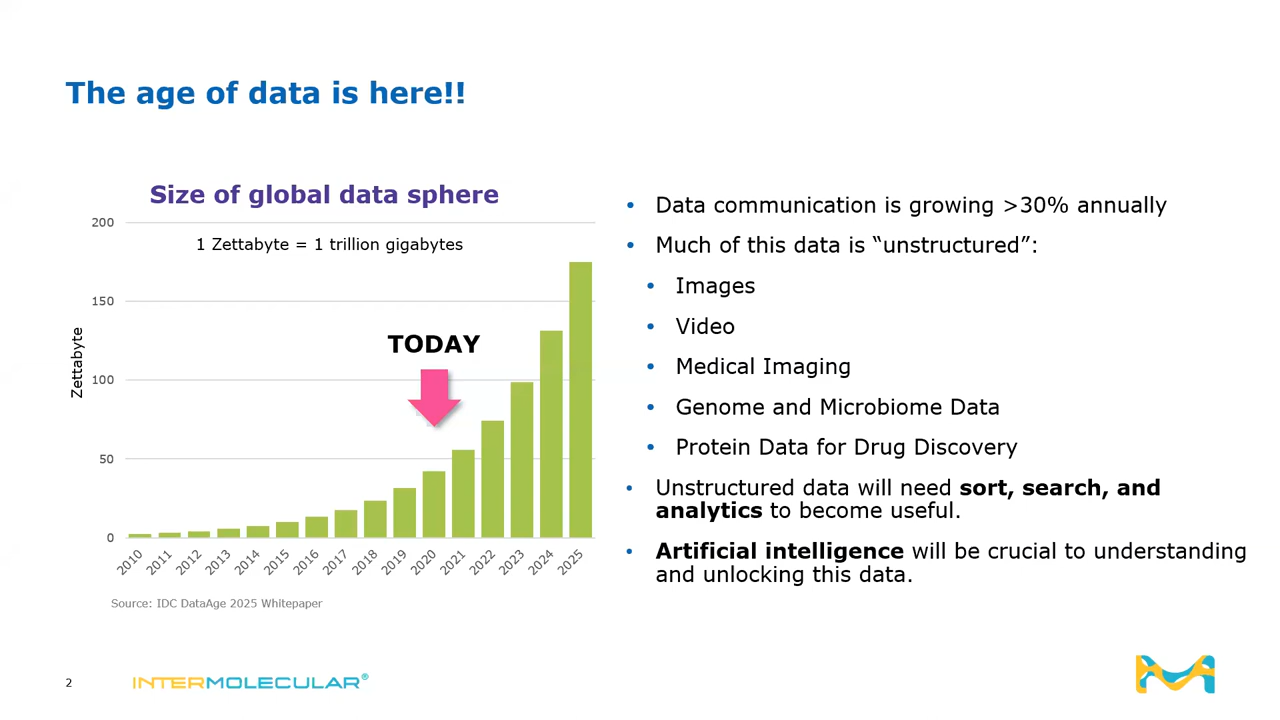 The age of data is here!!
Size of global data sphere
200
1 Zettabyte = 1 trillion gigabytes
150
TODAY
Zettabyte
100
50
0
2010 2011 2012 2013 2014 2015 2016 2017 2018 2019 2020 2021 2022 2023 2024 2025
Source: IDC DataAge 2025 Whitepaper
• Data communication is growing >30% annually
• Much of this data is “unstructured”:
• Images
• Video
• Medical Imaging
• Genome and Microbiome Data
• Protein Data for Drug Discovery
• Unstructured data will need sort, search, and
analytics to become useful.
• Artificial intelligence will be crucial to understanding
and unlocking this data.
2
INTERMOLECULAR®
M